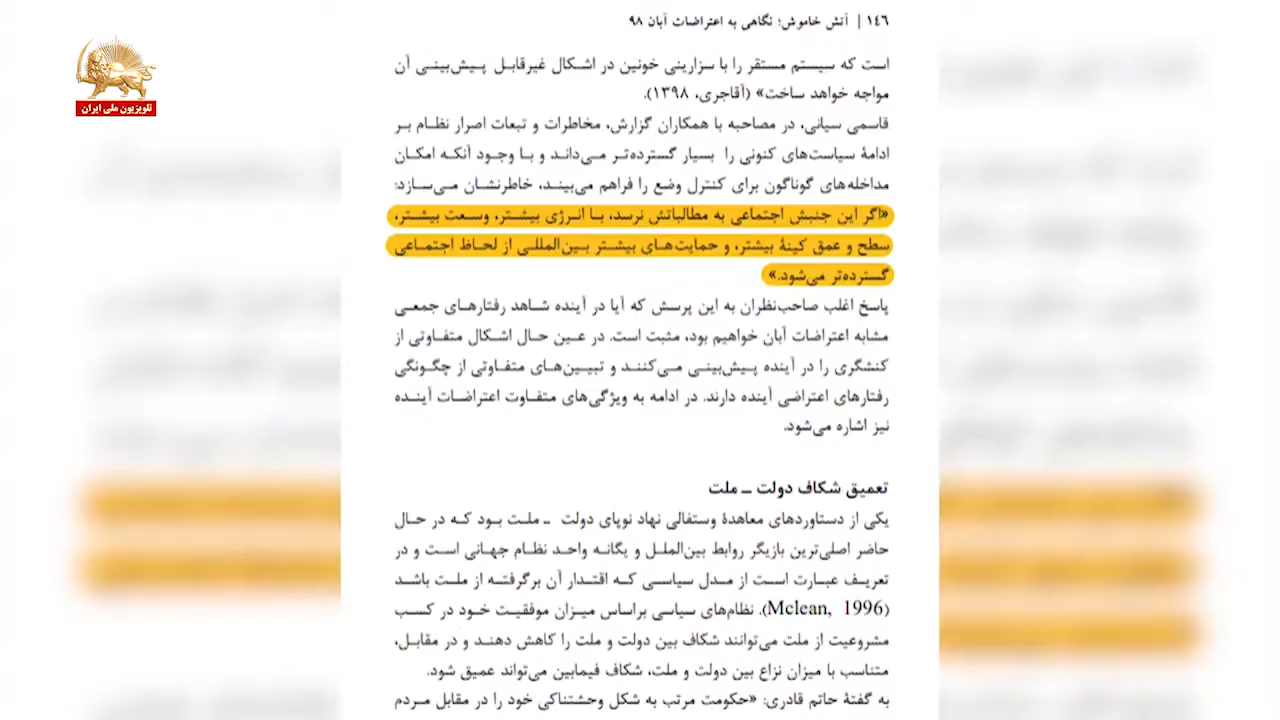 تلویزیون ملی ایران
۱۴۶ | آتش خاموش؛ نگاهی به اعتراضات آبان ۹۸
است که سیستم مستقر را با سزارینی خونین در اشکال غیرقابل پیش‌بینی آن
مواجه خواهد ساخت» (آقاجری، ۱۳۹۸).
قاسمی سیانی، در مصاحبه با همکاران گزارش، مخاطرات و تبعات اصرار نظام بر
ادامهٔ سیاست‌های کنونی را بسیار گسترده‌تر می‌داند و با وجود آنکه امکان
مداخله‌های گوناگون برای کنترل وضع را فراهم می‌بیند، خاطرنشان می‌سازد:
«اگر این جنبش اجتماعی به مطالباتش نرسد، با انرژی بیشتر، وسعت بیشتر،
سطح و عمق کینهٔ بیشتر، و حمایت‌های بیشتر بین‌المللی از لحاظ اجتماعی
گسترده‌تر می‌شود.»
پاسخ اغلب صاحب‌نظران به این پرسش که آیا در آینده شاهد رفتارهای جمعی
مشابه اعتراضات آبان خواهیم بود، مثبت است. در عین حال اشکال متفاوتی از
کنشگری را در آینده پیش‌بینی می‌کنند و تبیین‌های متفاوتی از چگونگی
رفتارهای اعتراضی آینده دارند. در ادامه به ویژگی‌های متفاوت اعتراضات آینده
نیز اشاره می‌شود.
تعمیق شکاف دولت ــ ملت
یکی از دستاوردهای معاهدهٔ وستفالی نهاد نوپای دولت ــ ملت بود که در حال
حاضر اصلی‌ترین بازیگر روابط بین‌الملل و یگانه واحد نظام جهانی است و در
تعریف عبارت است از مدل سیاسی که اقتدار آن برگرفته از ملت باشد
(Mclean, 1996). نظام‌های سیاسی براساس میزان موفقیت خود در کسب
مشروعیت از ملت می‌توانند شکاف بین دولت و ملت را کاهش دهند و در مقابل،
متناسب با میزان نزاع بین دولت و ملت، شکاف فیمابین می‌تواند عمیق شود.
به گفتهٔ حاتم قادری: «حکومت مرتب به شکل وحشتناکی خود را در مقابل مردم